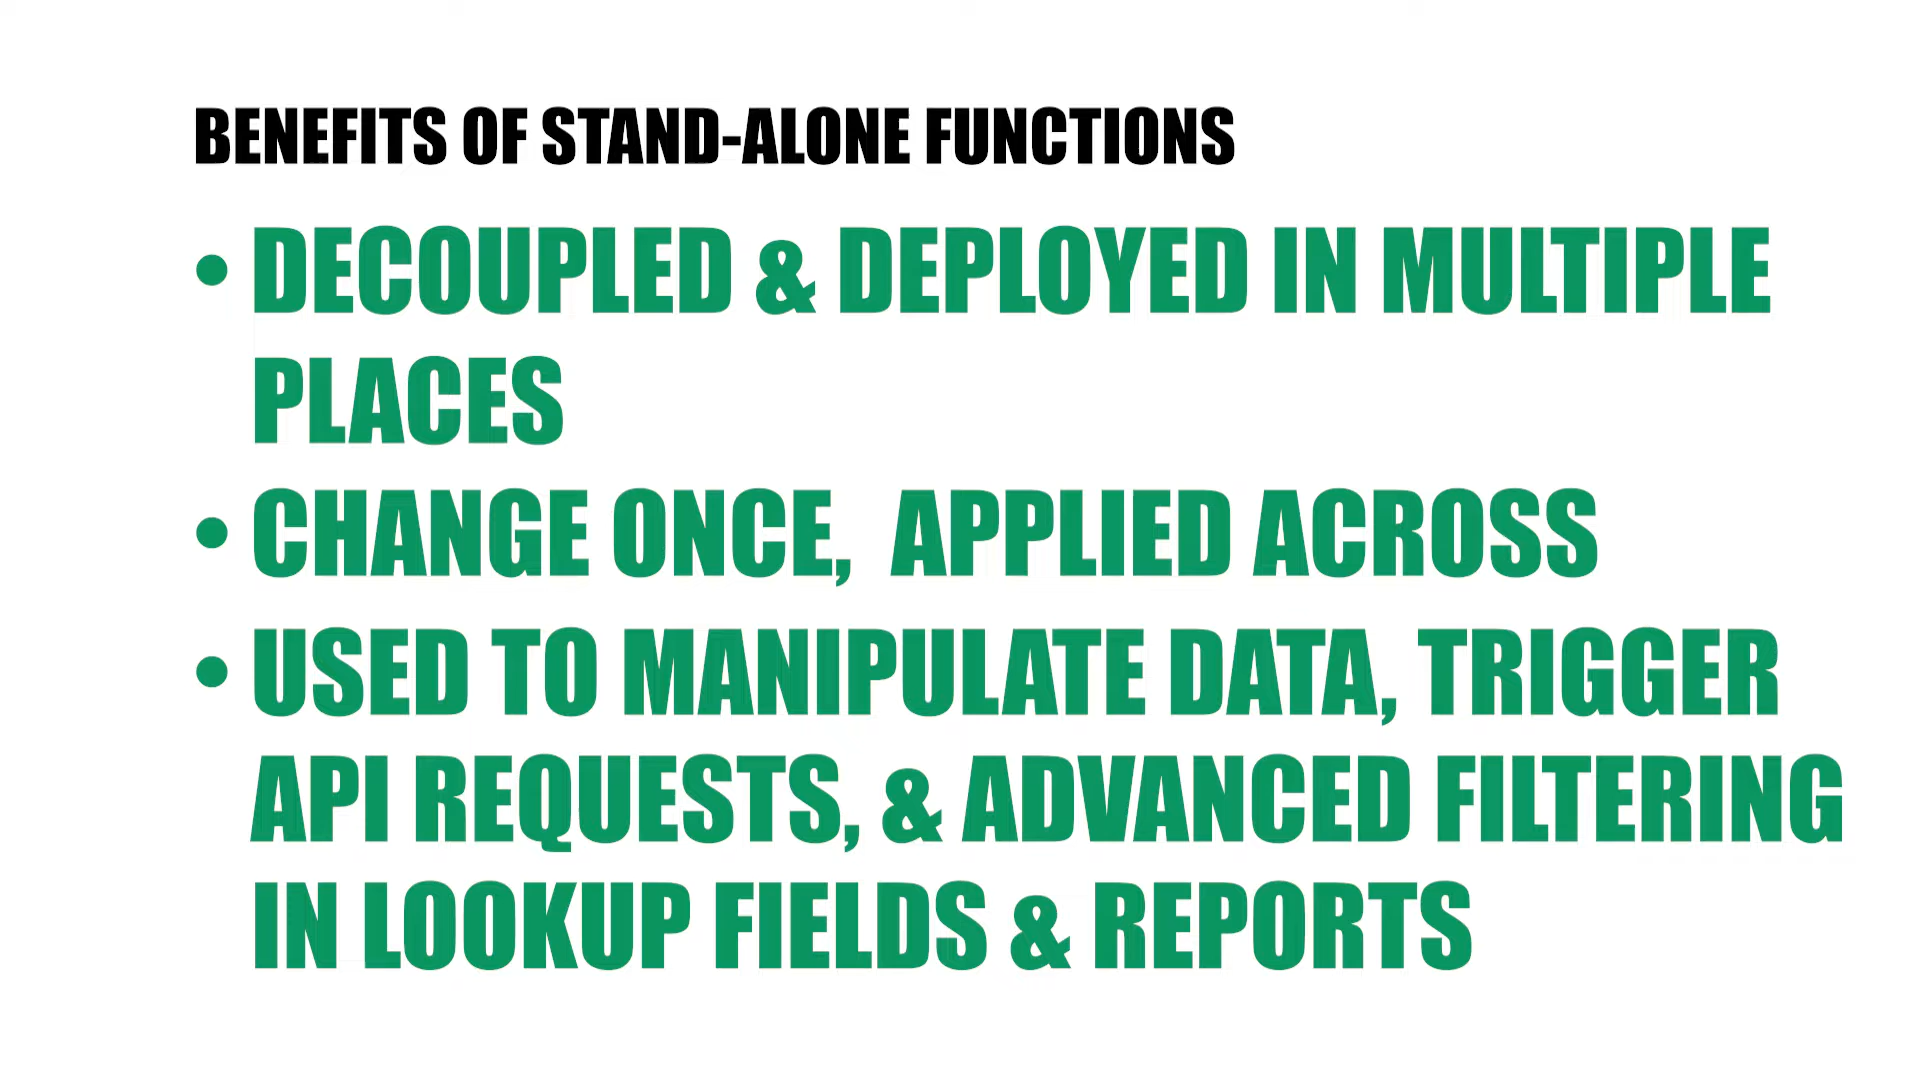 BENEFITS OF STAND-ALONE FUNCTIONS
• DECOUPLED & DEPLOYED IN MULTIPLE
PLACES
• CHANGE ONCE,  APPLIED ACROSS
• USED TO MANIPULATE DATA, TRIGGER
API REQUESTS, & ADVANCED FILTERING
IN LOOKUP FIELDS & REPORTS